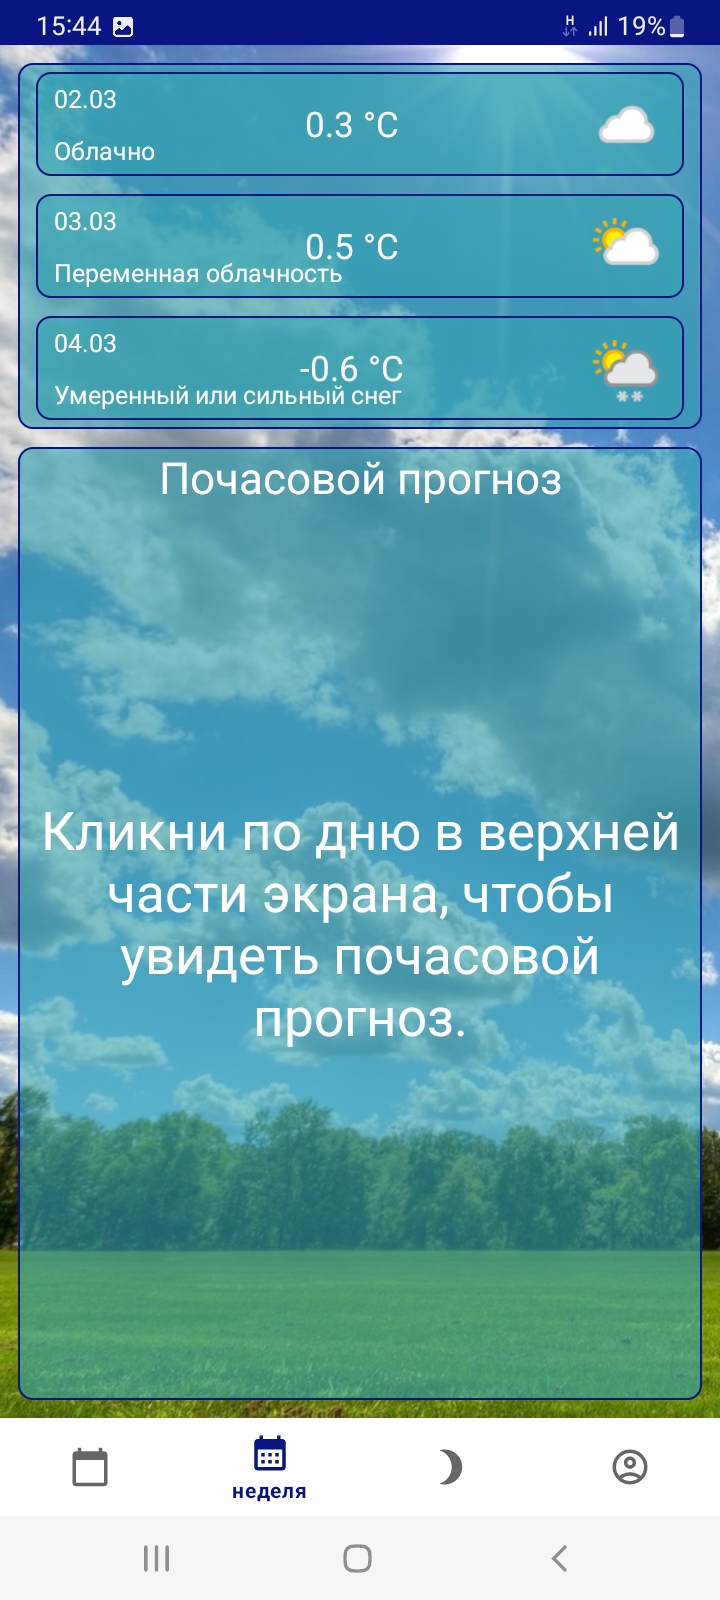 15:44
H
19%
02.03
0.3 °C
Облачно
03.03
0.5 °C
Переменная облачность
04.03
-0.6 °C
Умеренный или сильный снег
Почасовой прогноз
Кликни по дню в верхней
части экрана, чтобы
увидеть почасовой
прогноз.
неделя